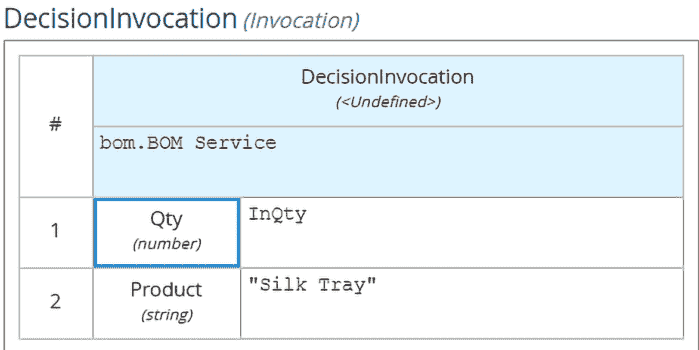 DecisionInvocation (Invocation)
#
DecisionInvocation
(<Undefined>)
bom.BOM Service
1
Qty
(number)
InQty
2
Product
(string)
"Silk Tray"